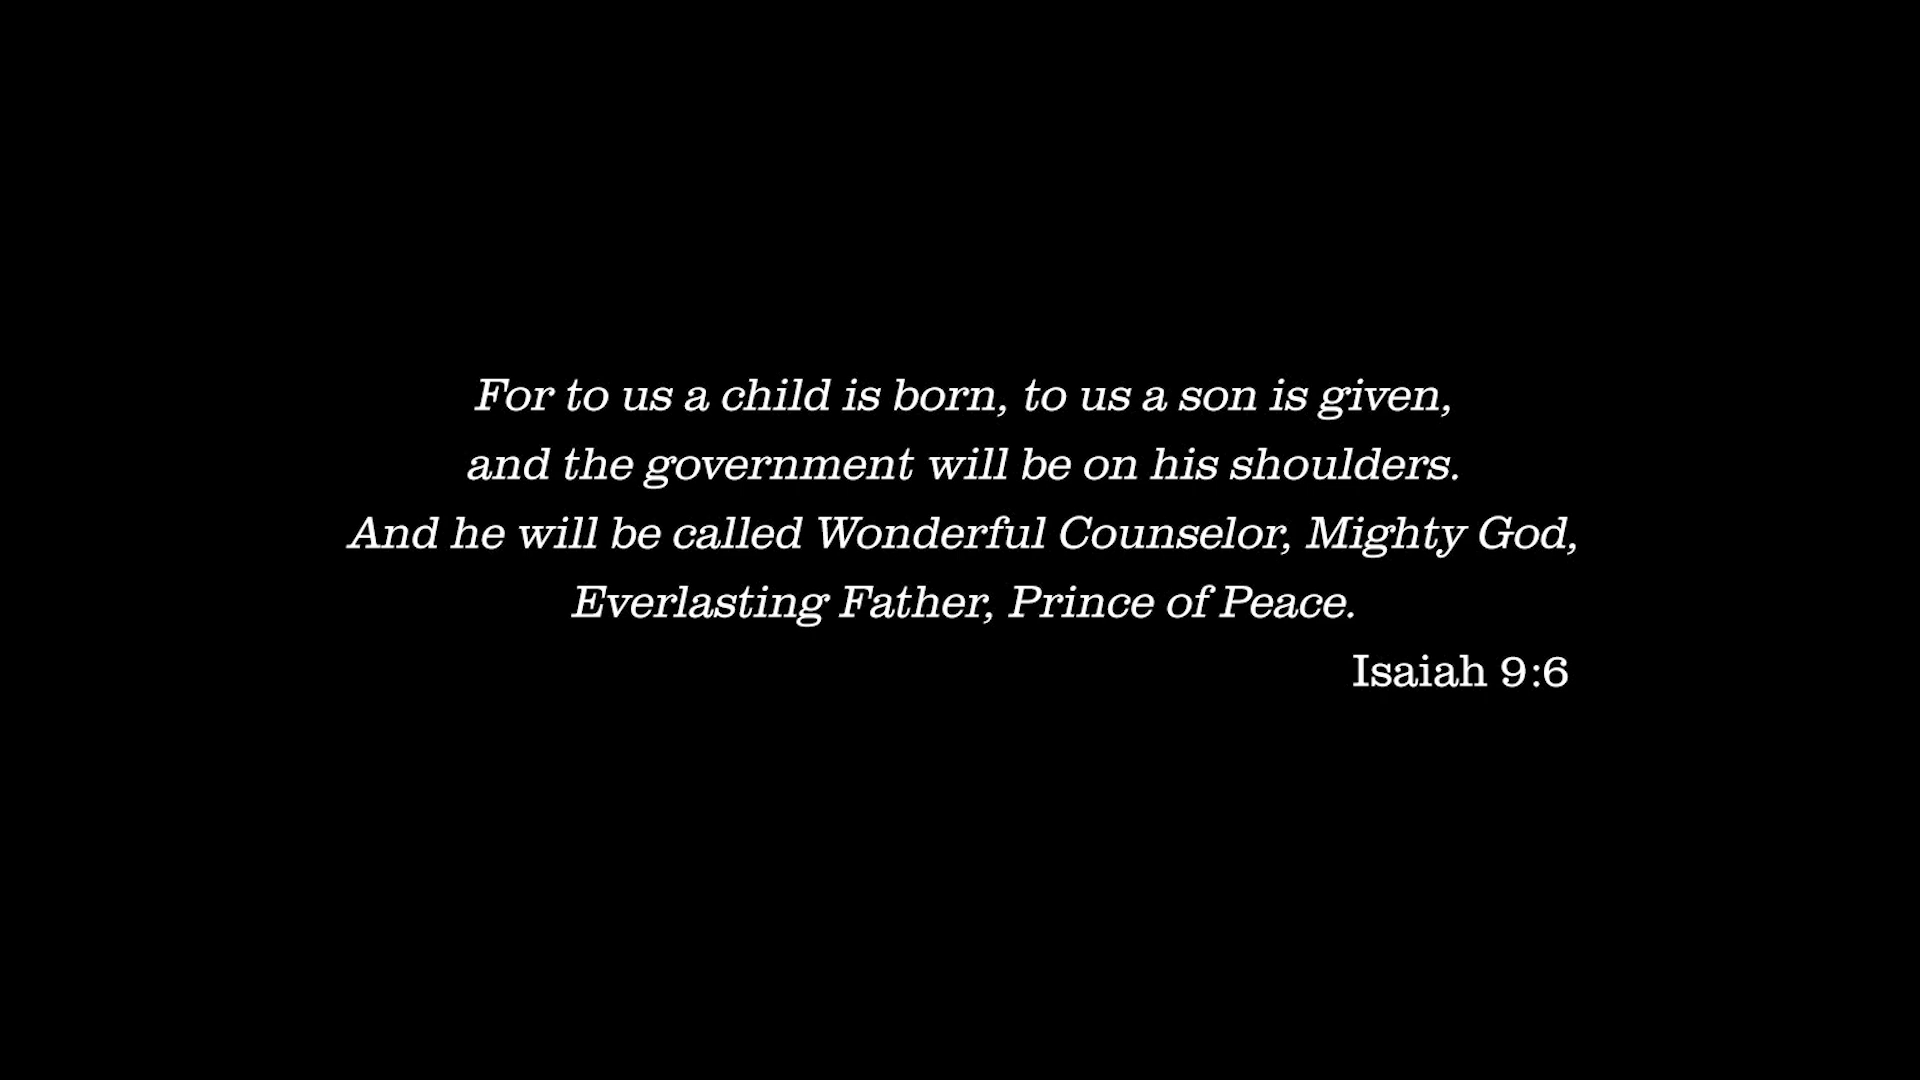 For to us a child is born, to us a son is given,
and the government will be on his shoulders.
And he will be called Wonderful Counselor, Mighty God,
Everlasting Father, Prince of Peace.
Isaiah 9:6